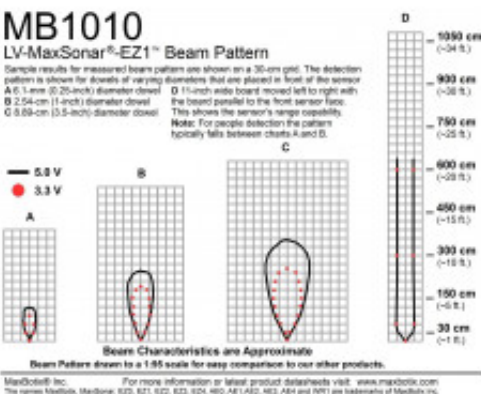 MB1010
LV-MaxSonar®-EZ1™ Beam Pattern
Sample results for measured beam pattern are shown on a 30-cm grid. The detection
pattern is shown for dowels of varying diameters that are placed in front of the sensor
A 6.1-mm (0.25-inch) diameter dowel
B 2.54-cm (1-inch) diameter dowel
C 8.89-cm (3.5-inch) diameter dowel
D 11-inch wide board moved left to right with
the board parallel to the front sensor face.
This shows the sensor's range capability.
Note: For people detection the pattern
typically falls between charts A and B.
5.0 V
3.3 V
A
B
C
D
1050 cm
(~34 ft.)
900 cm
(~30 ft.)
750 cm
(~25 ft.)
600 cm
(~20 ft.)
450 cm
(~15 ft.)
300 cm
(~10 ft.)
150 cm
(~5 ft.)
30 cm
(~1 ft.)
Beam Characteristics are Approximate
Beam Pattern drawn to a 1:95 scale for easy comparison to our other products.
MaxBotix® Inc.
For more information or latest product datasheets visit: www.maxbotix.com